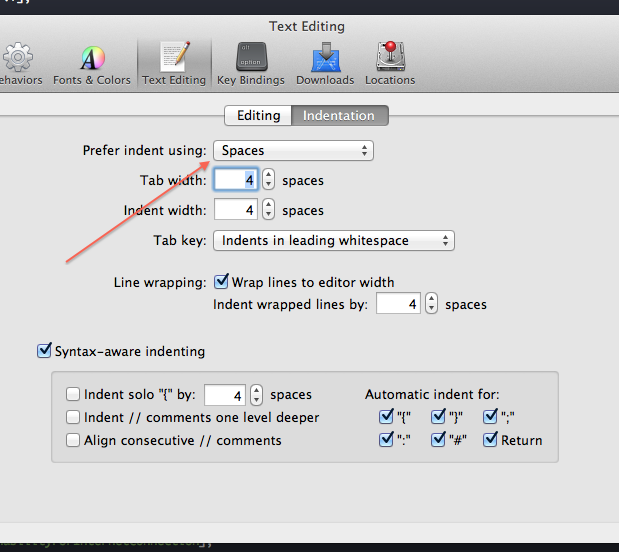 Text Editing
ehaviors Fonts & Colors Text Editing Key Bindings Downloads Locations
alt
option
Editing Indentation
Prefer indent using: Spaces
Tab width: 4 spaces
Indent width: 4 spaces
Tab key: Indents in leading whitespace
Line wrapping: Wrap lines to editor width
Indent wrapped lines by: 4 spaces
Syntax-aware indenting
Indent solo "{" by: 4 spaces Automatic indent for:
Indent // comments one level deeper "{" "}" ";"
Align consecutive // comments ":" "#" Return